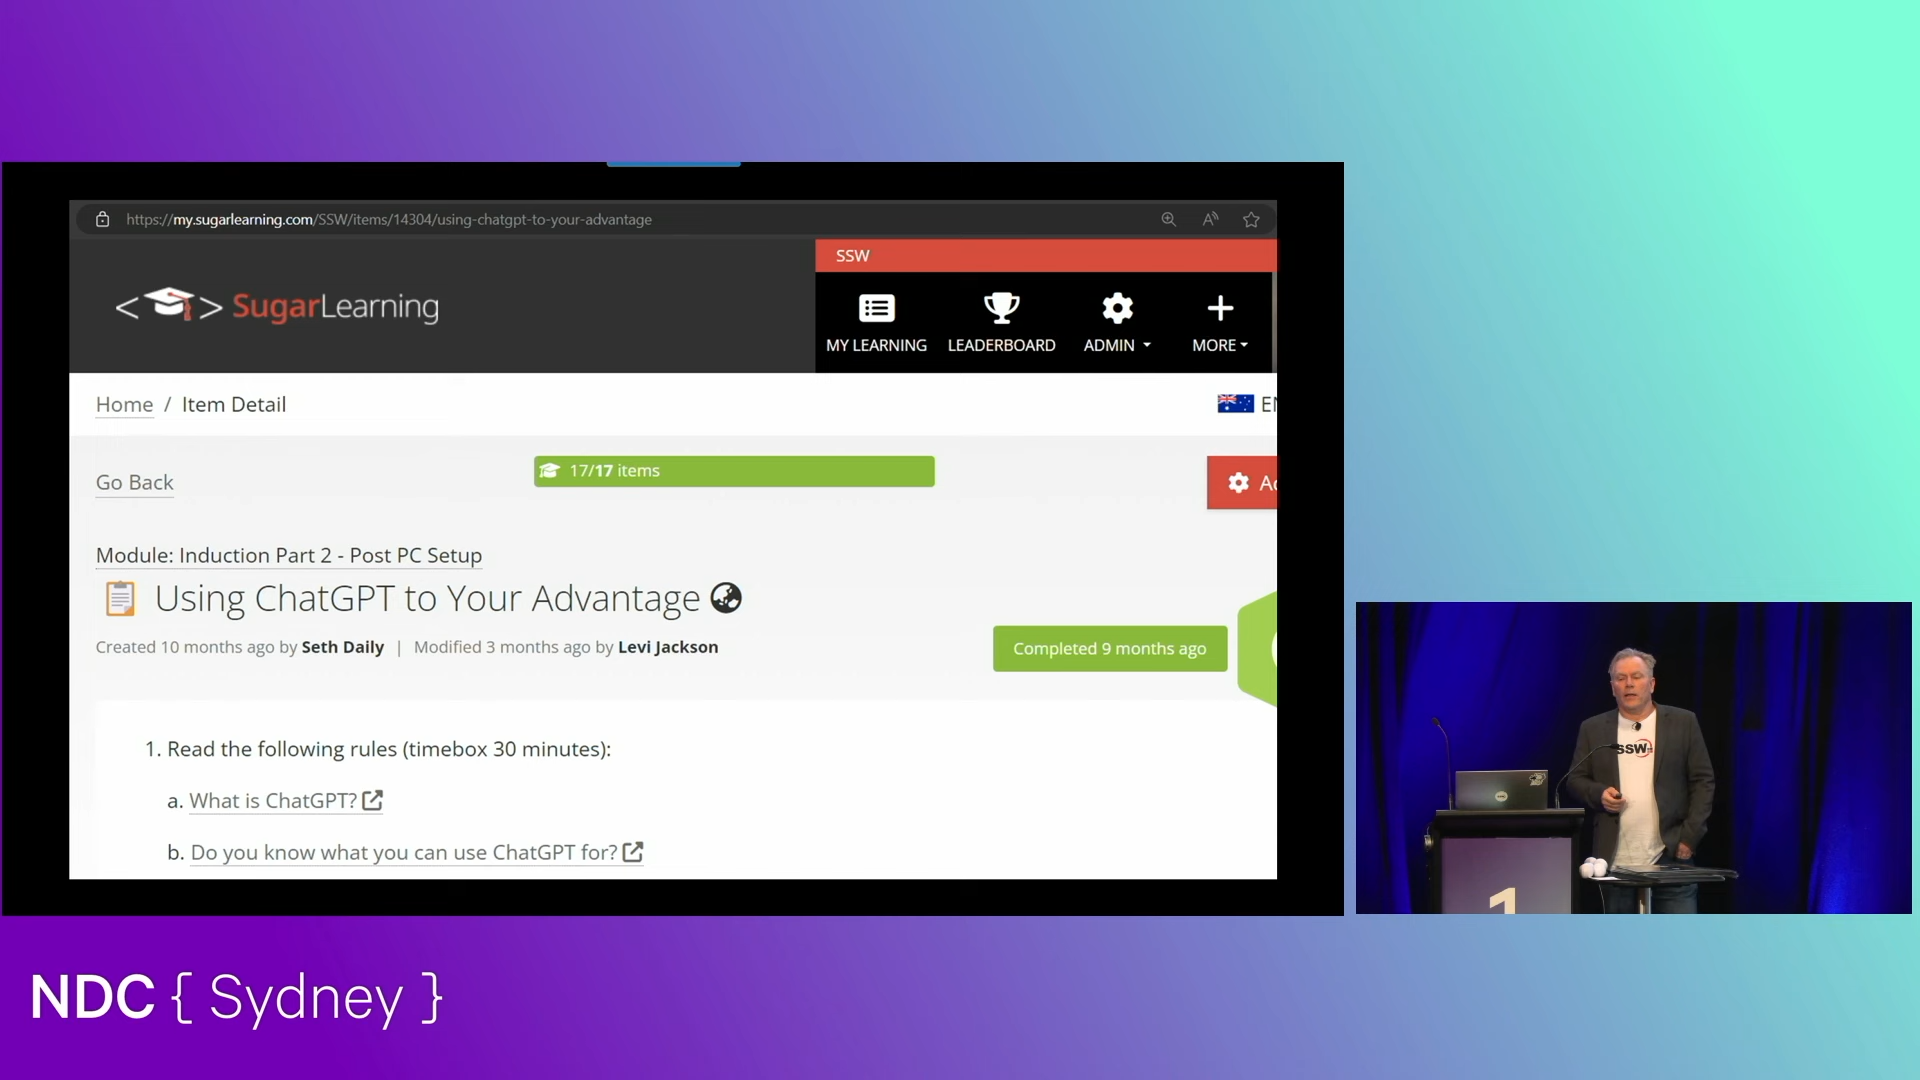 https://my.sugarlearning.com/SSW/items/14304/using-chatgpt-to-your-advantage
SSW
<SugarLearning
MY LEARNING
LEADERBOARD
ADMIN
MORE
Home / Item Detail
Go Back
17/17 items
Module: Induction Part 2 - Post PC Setup
Using ChatGPT to Your Advantage
Created 10 months ago by Seth Daily | Modified 3 months ago by Levi Jackson
Completed 9 months ago
1. Read the following rules (timebox 30 minutes):
a. What is ChatGPT?
b. Do you know what you can use ChatGPT for?
SSW
1
NDC { Sydney }